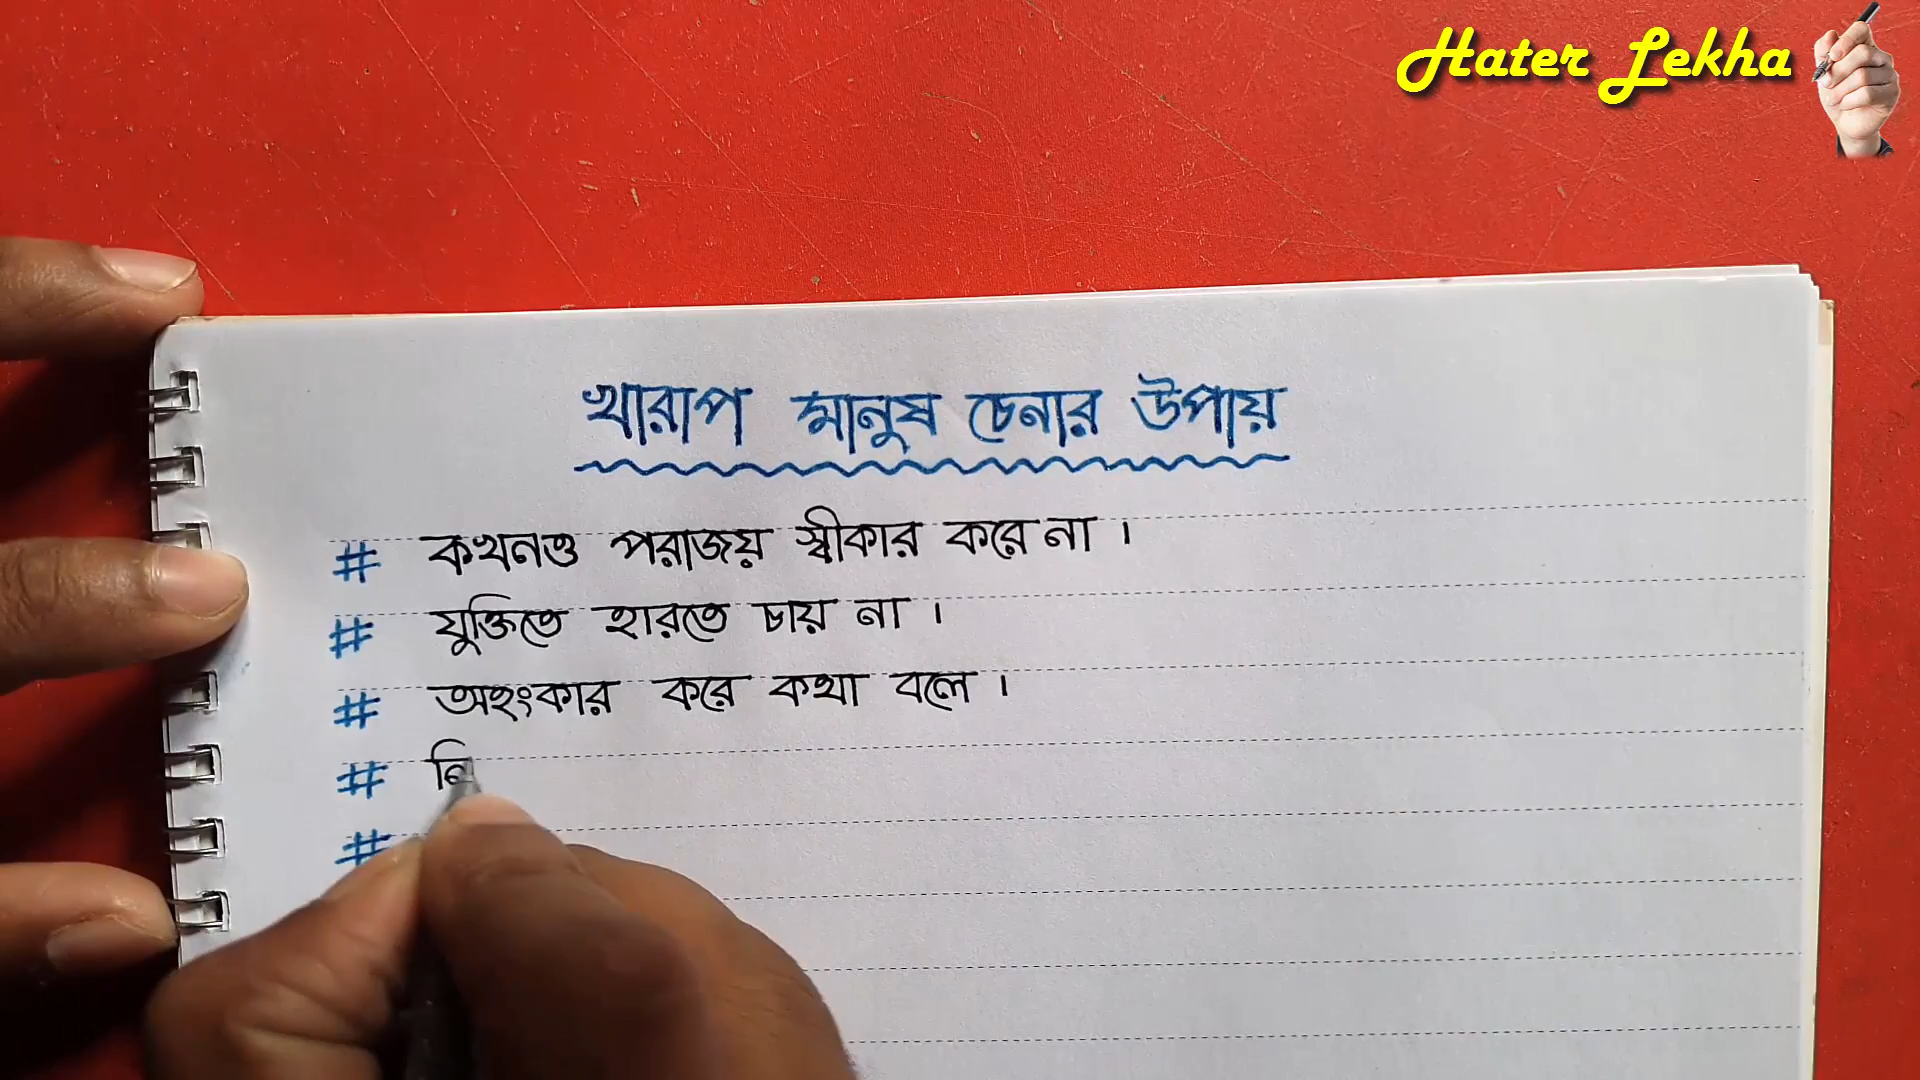 Hater Lekha
খারাপ মানুষ চেনার উপায়
# কখনও পরাজয় স্বীকার করে না।
# যুক্তিতে হারতে চায় না।
# অহংকার করে কথা বলে।
# নি
#